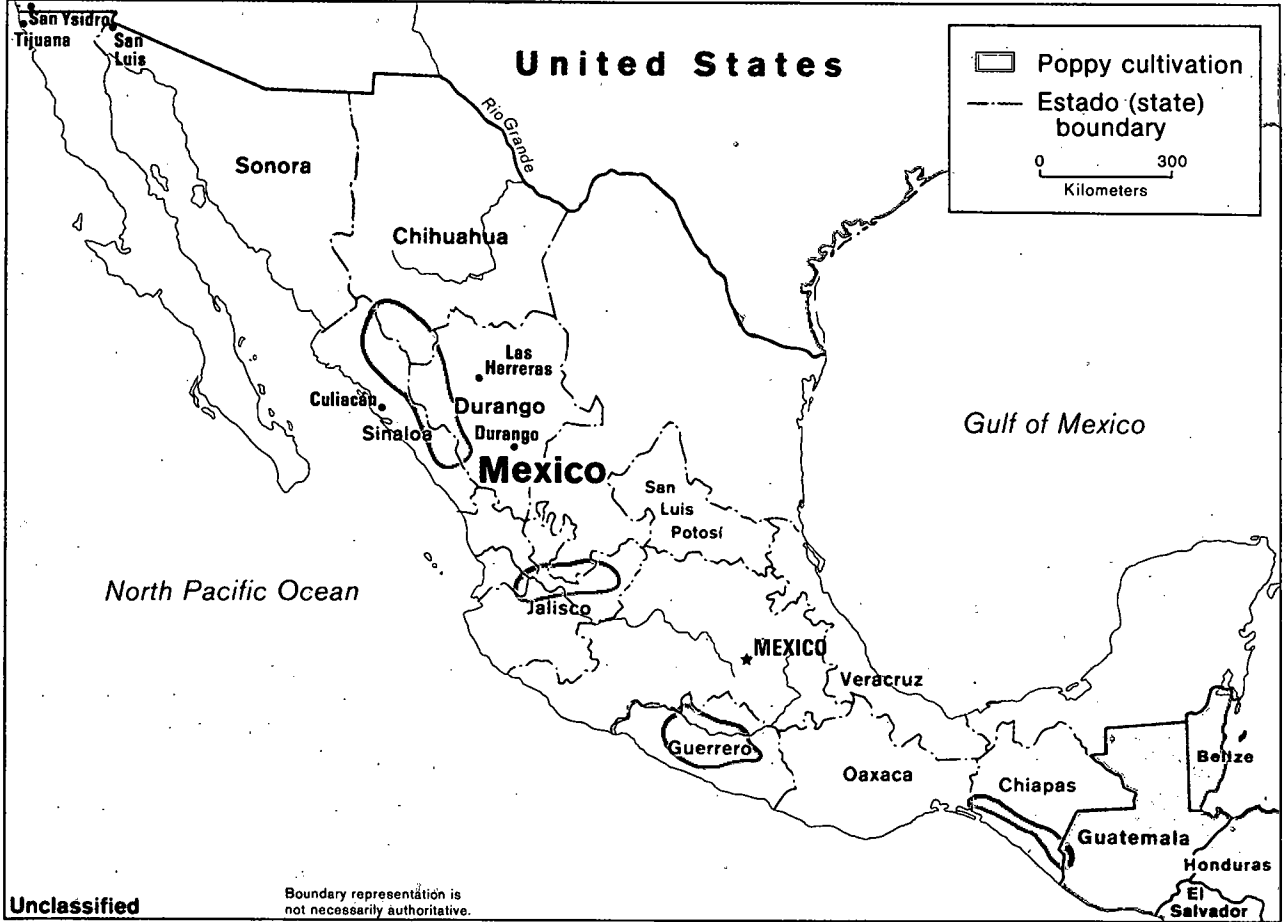 San Ysidro
Tijuana
San
Luis
United States
Poppy cultivation
Estado (state)
boundary
0 300
Kilometers
Rio Grande
Sonora
Chihuahua
Las
Herreras
Culiacán
Durango
Sinaloa
Durango
Mexico
Gulf of Mexico
San
Luis
Potosí
North Pacific Ocean
Jalisco
MEXICO
Veracruz
Guerrero
Oaxaca
Chiapas
Belize
Guatemala
Honduras
El
Salvador
Unclassified
Boundary representation is
not necessarily authoritative.